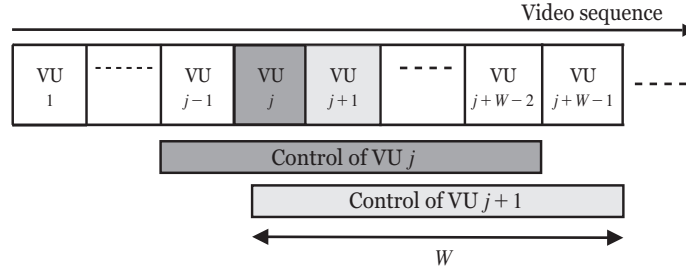 Video sequence
VU VU VU VU VU VU
1 j−1 j j+1 j+W−2 j+W−1
Control of VU j
Control of VU j+1
W